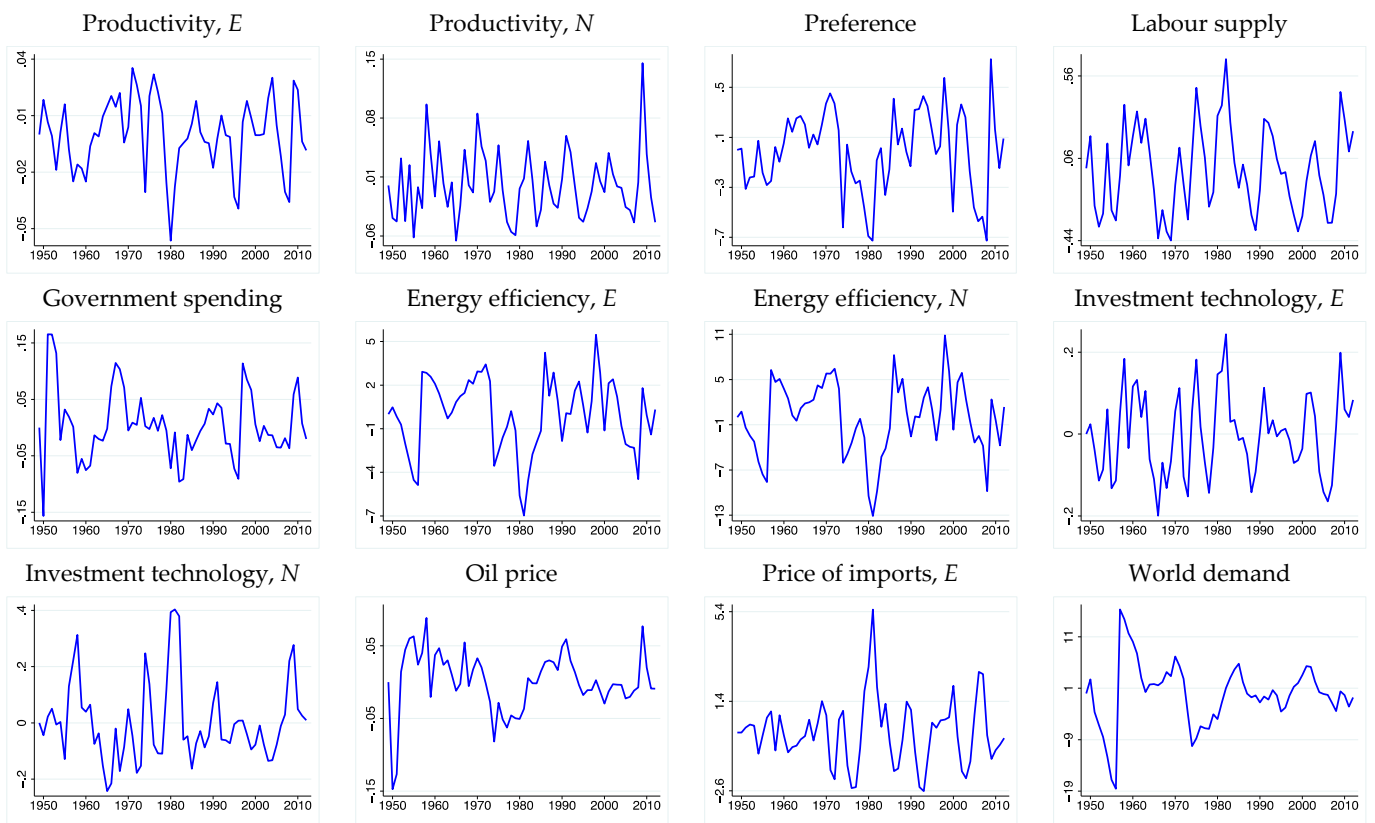 Productivity, E
Productivity, N
Preference
Labour supply
.04
.01
-.02
-.05
1950 1960 1970 1980 1990 2000 2010
.15
.08
.01
-.06
1950 1960 1970 1980 1990 2000 2010
.5
.1
-.3
-.7
1950 1960 1970 1980 1990 2000 2010
.56
.06
-.44
1950 1960 1970 1980 1990 2000 2010
Government spending
Energy efficiency, E
Energy efficiency, N
Investment technology, E
.15
.05
-.05
-.15
1950 1960 1970 1980 1990 2000 2010
5
2
-1
-4
-7
1950 1960 1970 1980 1990 2000 2010
11
5
-1
-7
-13
1950 1960 1970 1980 1990 2000 2010
.2
0
-.2
1950 1960 1970 1980 1990 2000 2010
Investment technology, N
Oil price
Price of imports, E
World demand
.4
.2
0
-.2
1950 1960 1970 1980 1990 2000 2010
.05
-.05
-.15
1950 1960 1970 1980 1990 2000 2010
5.4
1.4
-2.6
1950 1960 1970 1980 1990 2000 2010
11
1
-9
-19
1950 1960 1970 1980 1990 2000 2010